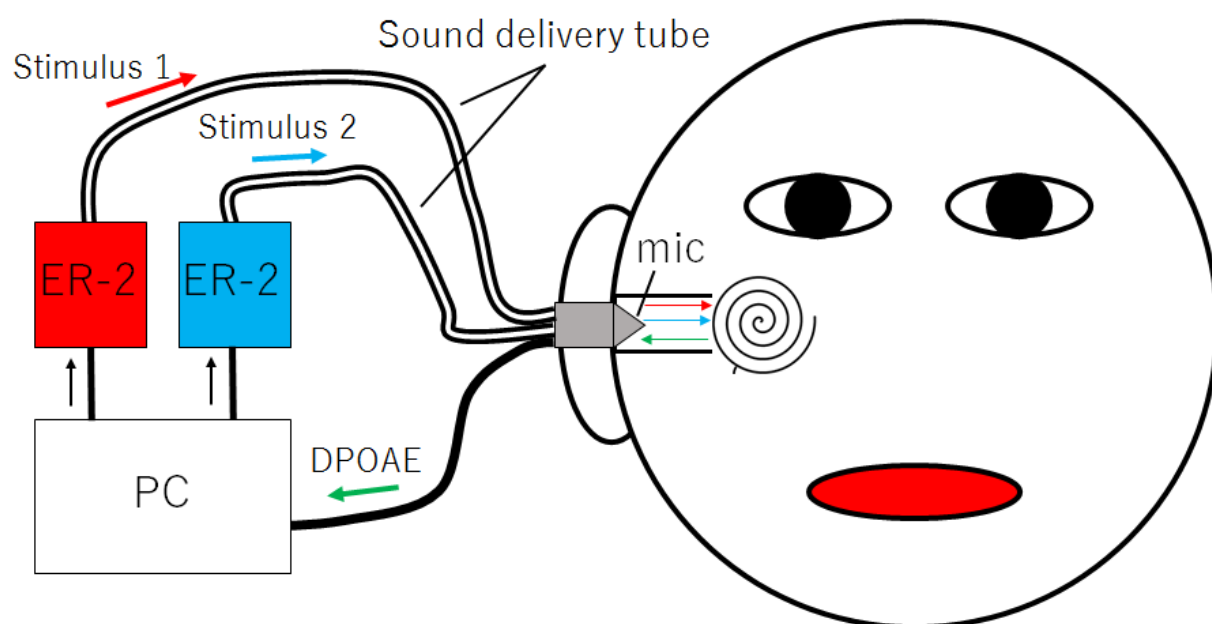 Sound delivery tube
Stimulus 1
Stimulus 2
ER-2
ER-2
mic
DPOAE
PC